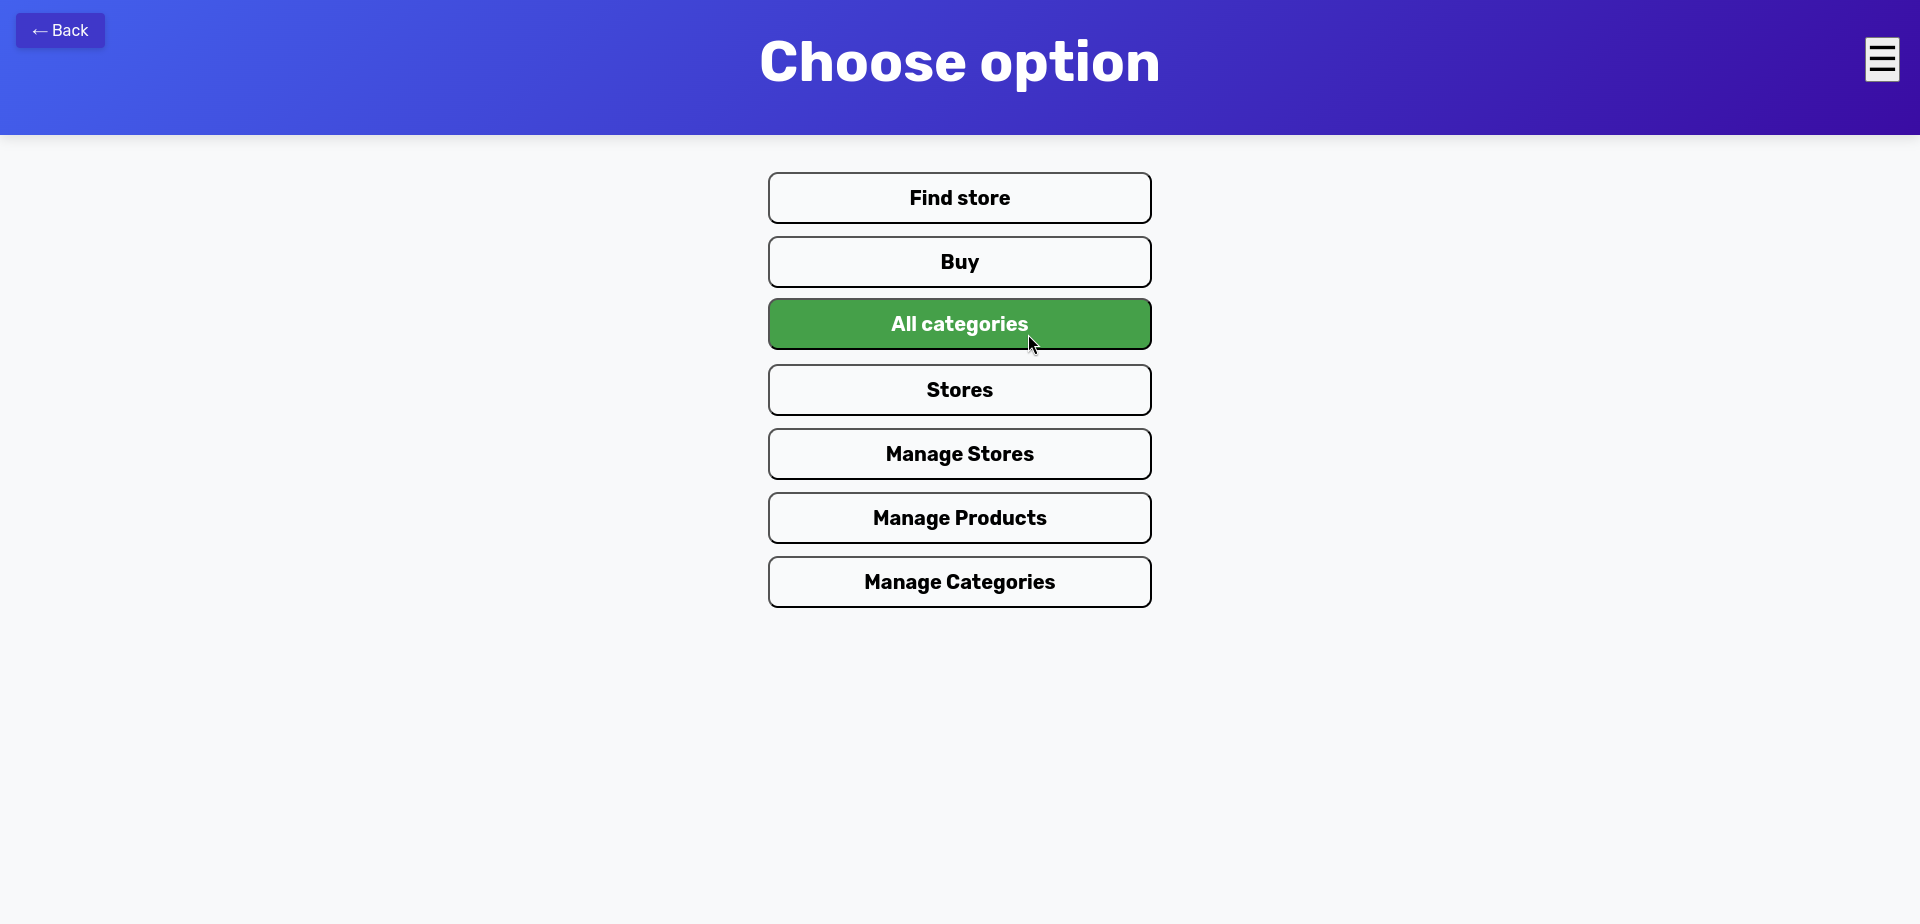 ← Back
Choose option
☰
Find store
Buy
All categories
Stores
Manage Stores
Manage Products
Manage Categories